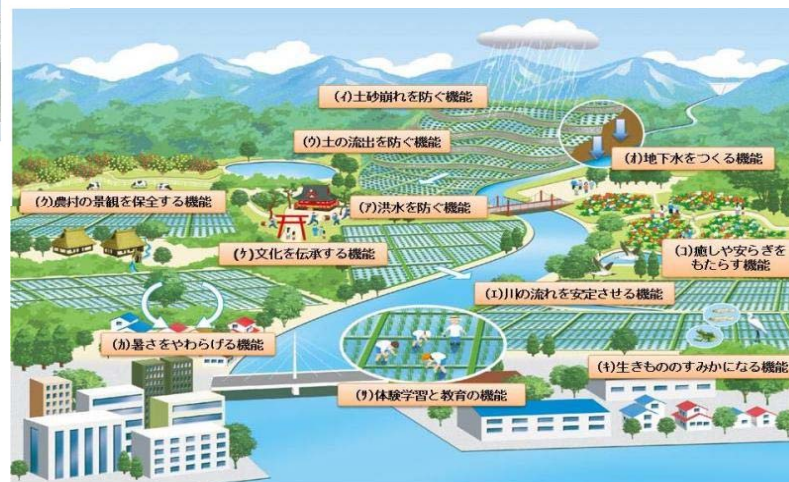 (イ)土砂崩れを防ぐ機能
(ウ)土の流出を防ぐ機能
(オ)地下水をつくる機能
(ク)農村の景観を保全する機能
(ア)洪水を防ぐ機能
(ケ)文化を伝承する機能
(コ)癒しや安らぎを
もたらす機能
(エ)川の流れを安定させる機能
(カ)暑さをやわらげる機能
(キ)生きもののすみかになる機能
(サ)体験学習と教育の機能